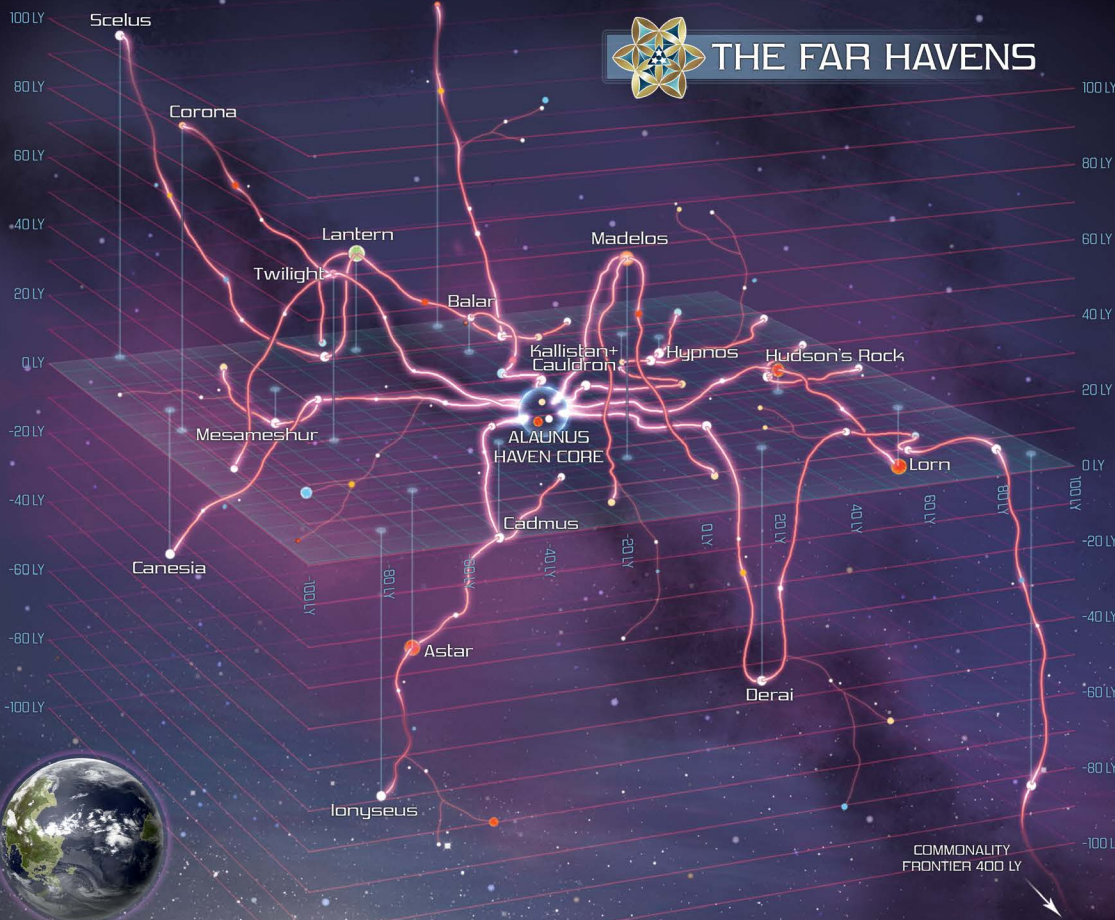 100 LY
Scelus
THE FAR HAVENS
80 LY
100 LY
Corona
60 LY
80 LY
40 LY
Lantern
Madelos
60 LY
Twilight
20 LY
Balar
40 LY
0 LY
Kallistan+
Cauldron
Hypnos
Hudson's Rock
20 LY
-20 LY
Mesameshur
ALAUNUS
HAVEN CORE
Lorn
0 LY
-40 LY
Cadmus
-100 LY
-80 LY
-60 LY
-40 LY
-20 LY
0 LY
20 LY
40 LY
60 LY
80 LY
100 LY
-20 LY
-60 LY
Canesia
-40 LY
-80 LY
Astar
-60 LY
-100 LY
Derai
-80 LY
Ionyseus
-100 LY
COMMONALITY
FRONTIER 400 LY